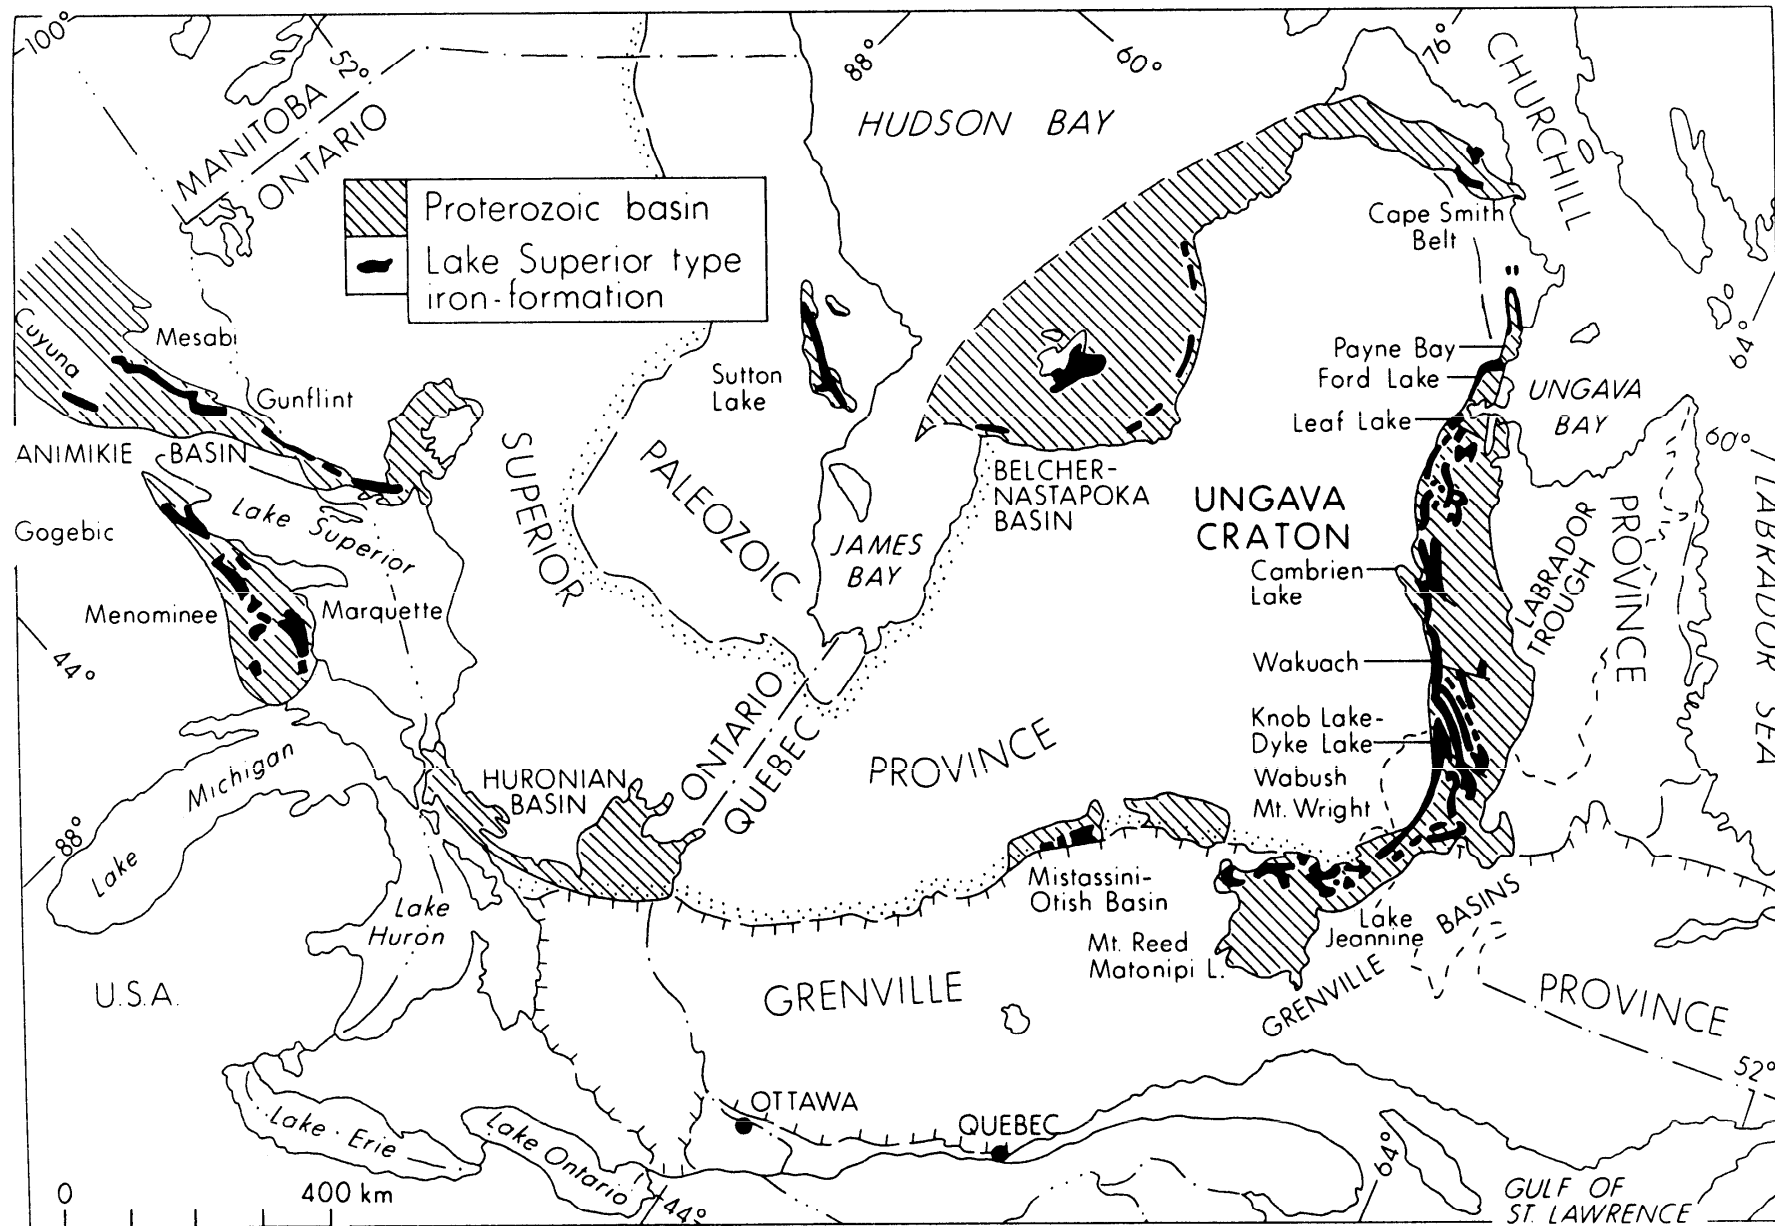 100°
52°
88°
60°
76°
CHURCHILL
MANITOBA
ONTARIO
HUDSON BAY
Proterozoic basin
Lake Superior type
iron-formation
Cape Smith
Belt
"
64°
Cuyuna
Mesabi
Gunflint
ANIMIKIE BASIN
Sutton
Lake
Payne Bay
Ford Lake
Leaf Lake
UNGAVA
BAY
60°
SUPERIOR
PALEOZOIC
BELCHER-
NASTAPOKA
BASIN
UNGAVA
CRATON
Gogebic
Lake Superior
JAMES
BAY
Cambrien
Lake
LABRADOR
TROUGH
PROVINCE
LABRADOR SEA
Menominee
Marquette
44°
Wakuach
Knob Lake-
Dyke Lake
Wabush
Mt. Wright
ONTARIO
QUEBEC
PROVINCE
Lake Michigan
HURONIAN
BASIN
88°
Mistassini-
Otish Basin
Lake
Huron
Lake
Jeannine
Mt. Reed
Matonipi L.
GRENVILLE BASINS
U.S.A.
GRENVILLE
PROVINCE
52°
OTTAWA
QUEBEC
Lake Erie
Lake Ontario
64°
44°
0 400 km
GULF OF
ST. LAWRENCE